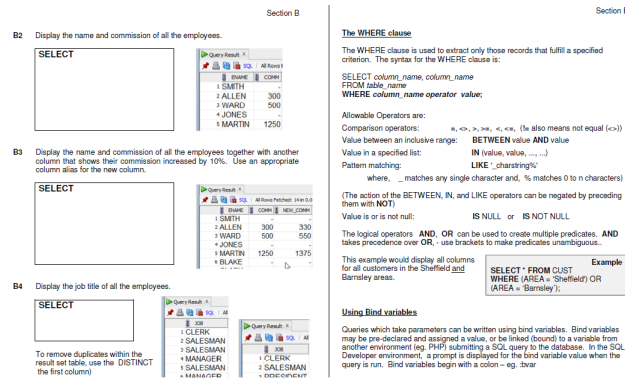 Section B
B2 Display the name and commission of all the employees.
SELECT
Query Result ×
SQL | All Rows
ENAME COMM
1 SMITH -
2 ALLEN 300
3 WARD 500
4 JONES -
5 MARTIN 1250
B3 Display the name and commission of all the employees together with another
column that shows their commission increased by 10%. Use an appropriate
column alias for the new column.
SELECT
Query Result ×
SQL | All Rows Fetched: 14 in 0.0
ENAME COMM NEW_COMM
1 SMITH - -
2 ALLEN 300 330
3 WARD 500 550
4 JONES - -
5 MARTIN 1250 1375
6 BLAKE - -
B4 Display the job title of all the employees.
SELECT
To remove duplicates within the
result set table, use the DISTINCT
the first column)
Query Result ×
SQL | All
JOB
1 CLERK
2 SALESMAN
3 SALESMAN
4 MANAGER
5 SALESMAN
6 MANAGER
Query Result ×
SQL
JOB
1 CLERK
2 SALESMAN
3 PRESIDENT
Section
The WHERE clause
The WHERE clause is used to extract only those records that fulfill a specified
criterion. The syntax for the WHERE clause is:
SELECT column_name, column_name
FROM table_name
WHERE column_name operator value;
Allowable Operators are:
Comparison operators: =, <>, >, >=, <, <=, (!= also means not equal (<>))
Value between an inclusive range: BETWEEN value AND value
Value in a specified list: IN (value, value, ..., ...)
Pattern matching: LIKE '_charstring%'
where, _ matches any single character and, % matches 0 to n characters)
(The action of the BETWEEN, IN, and LIKE operators can be negated by preceding
them with NOT)
Value is or is not null: IS NULL or IS NOT NULL
The logical operators AND, OR can be used to create multiple predicates. AND
takes precedence over OR, - use brackets to make predicates unambiguous..
This example would display all columns
for all customers in the Sheffield and
Barnsley areas.
Example
SELECT * FROM CUST
WHERE (AREA = 'Sheffield') OR
(AREA = 'Barnsley');
Using Bind variables
Queries which take parameters can be written using bind variables. Bind variables
may be pre-declared and assigned a value, or be linked (bound) to a variable from
another environment (eg. PHP) submitting a SQL query to the database. In the SQL
Developer environment, a prompt is displayed for the bind variable value when the
query is run. Bind variables begin with a colon – eg. :bvar